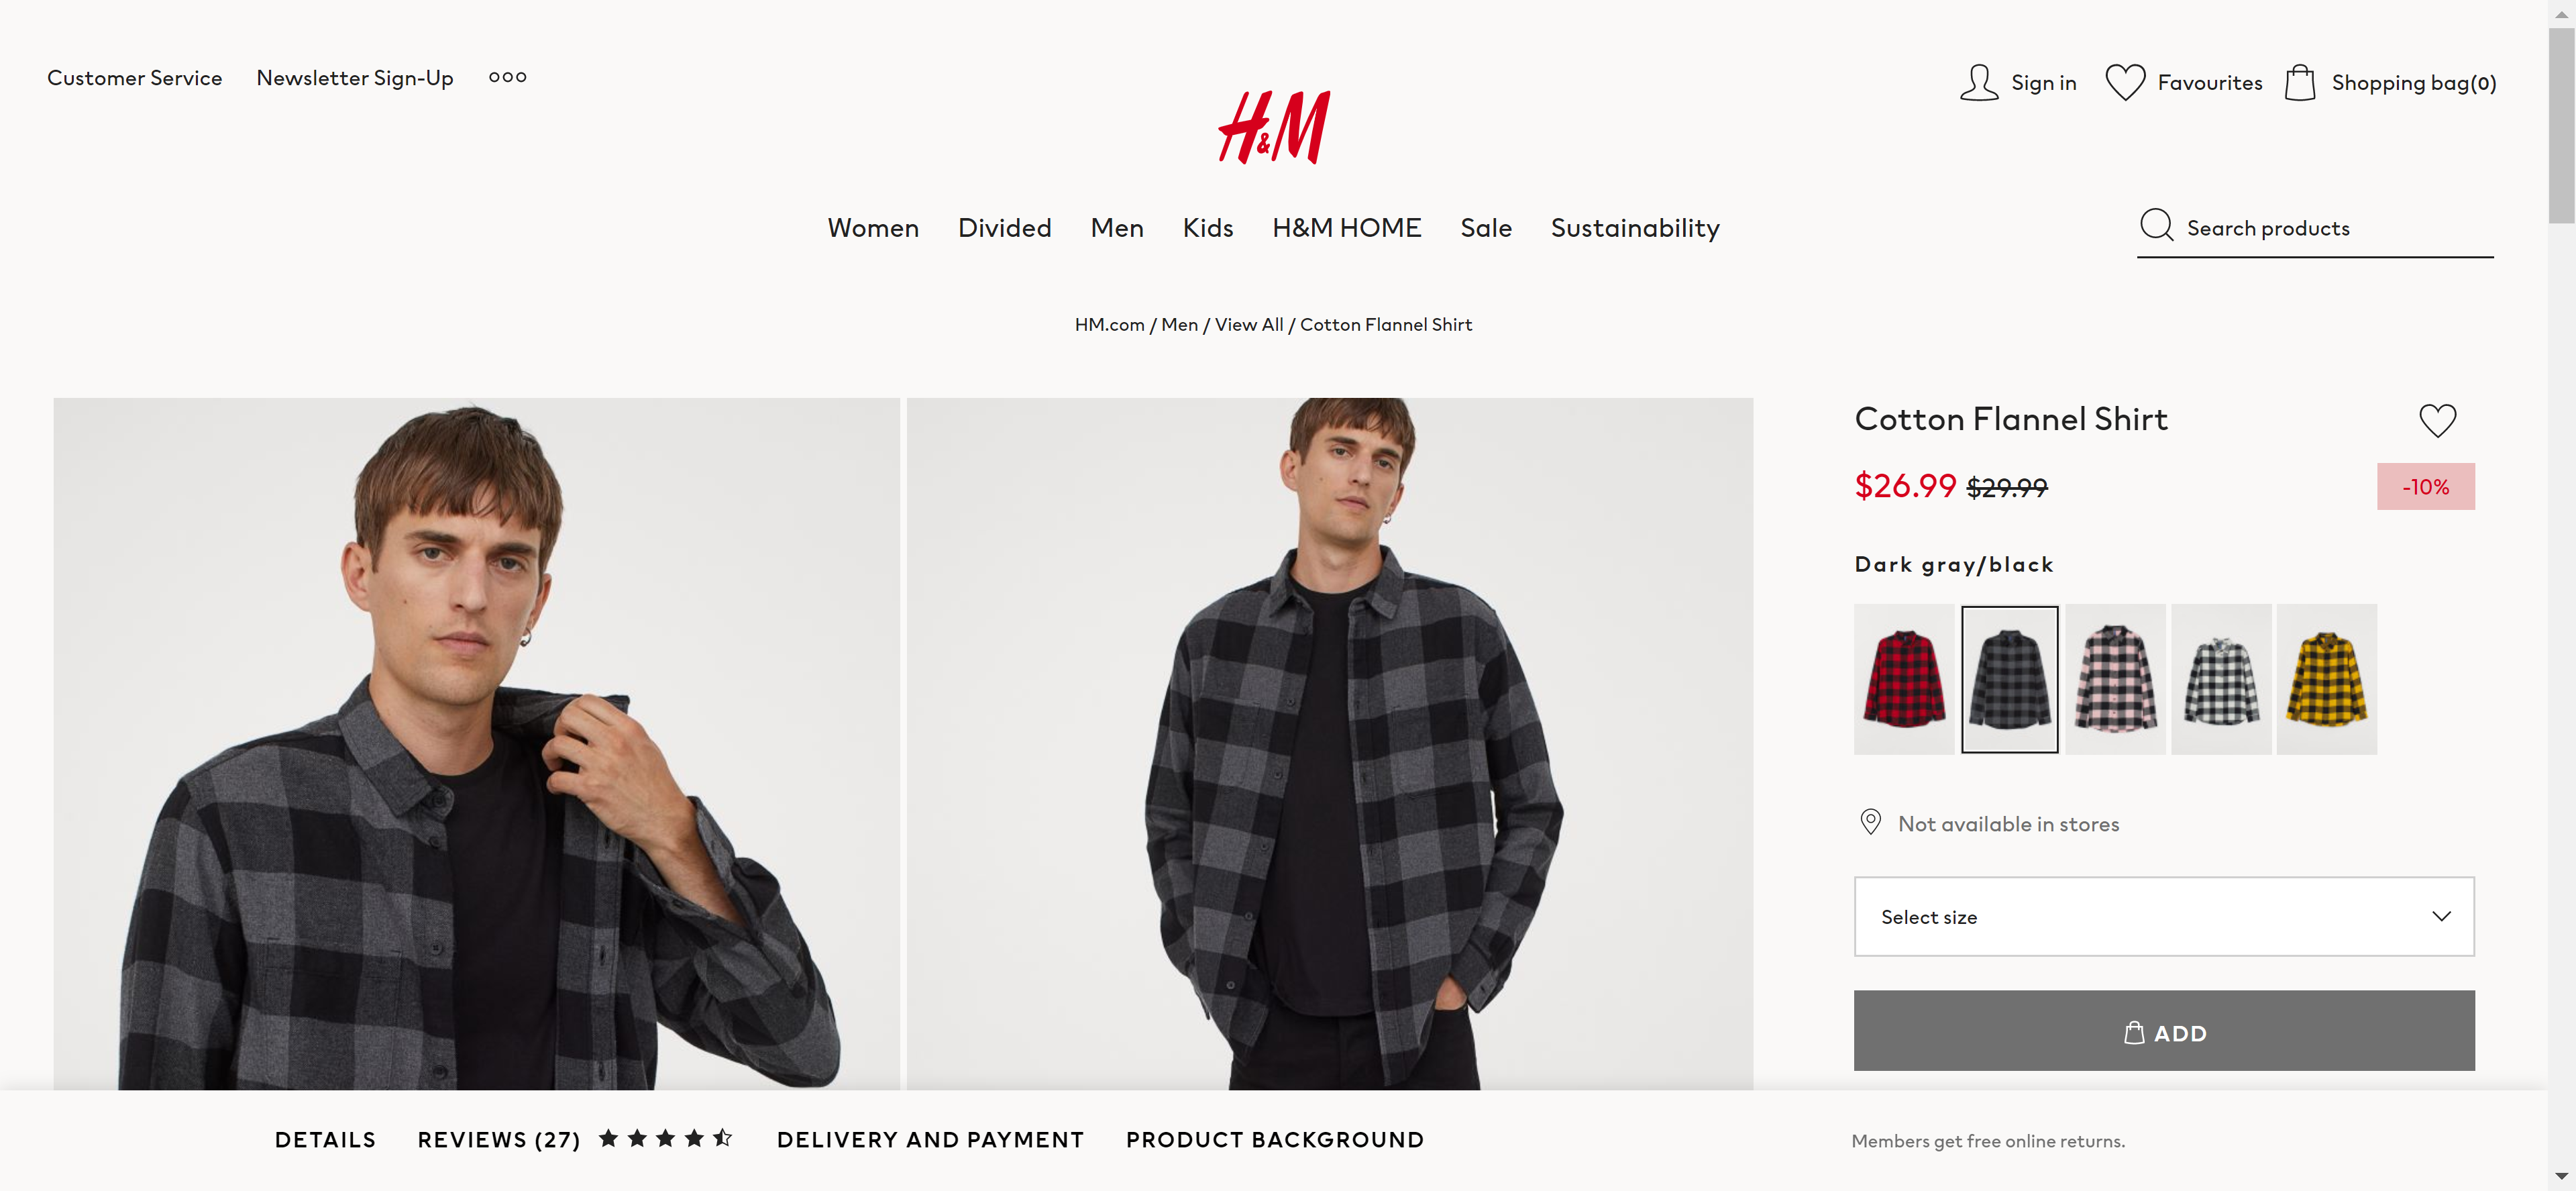 Customer Service
Newsletter Sign-Up
H&M
Sign in
Favourites
Shopping bag(0)
Women
Divided
Men
Kids
H&M HOME
Sale
Sustainability
Search products
HM.com / Men / View All / Cotton Flannel Shirt
Cotton Flannel Shirt
$26.99 $29.99
-10%
Dark gray/black
Not available in stores
Select size
ADD
DETAILS
REVIEWS (27)
DELIVERY AND PAYMENT
PRODUCT BACKGROUND
Members get free online returns.